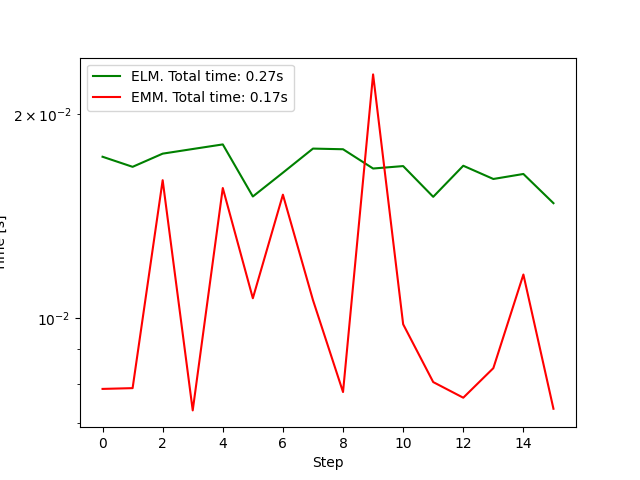 ELM. Total time: 0.27s
EMM. Total time: 0.17s
2 × 10⁻²
10⁻²
0 2 4 6 8 10 12 14
Step